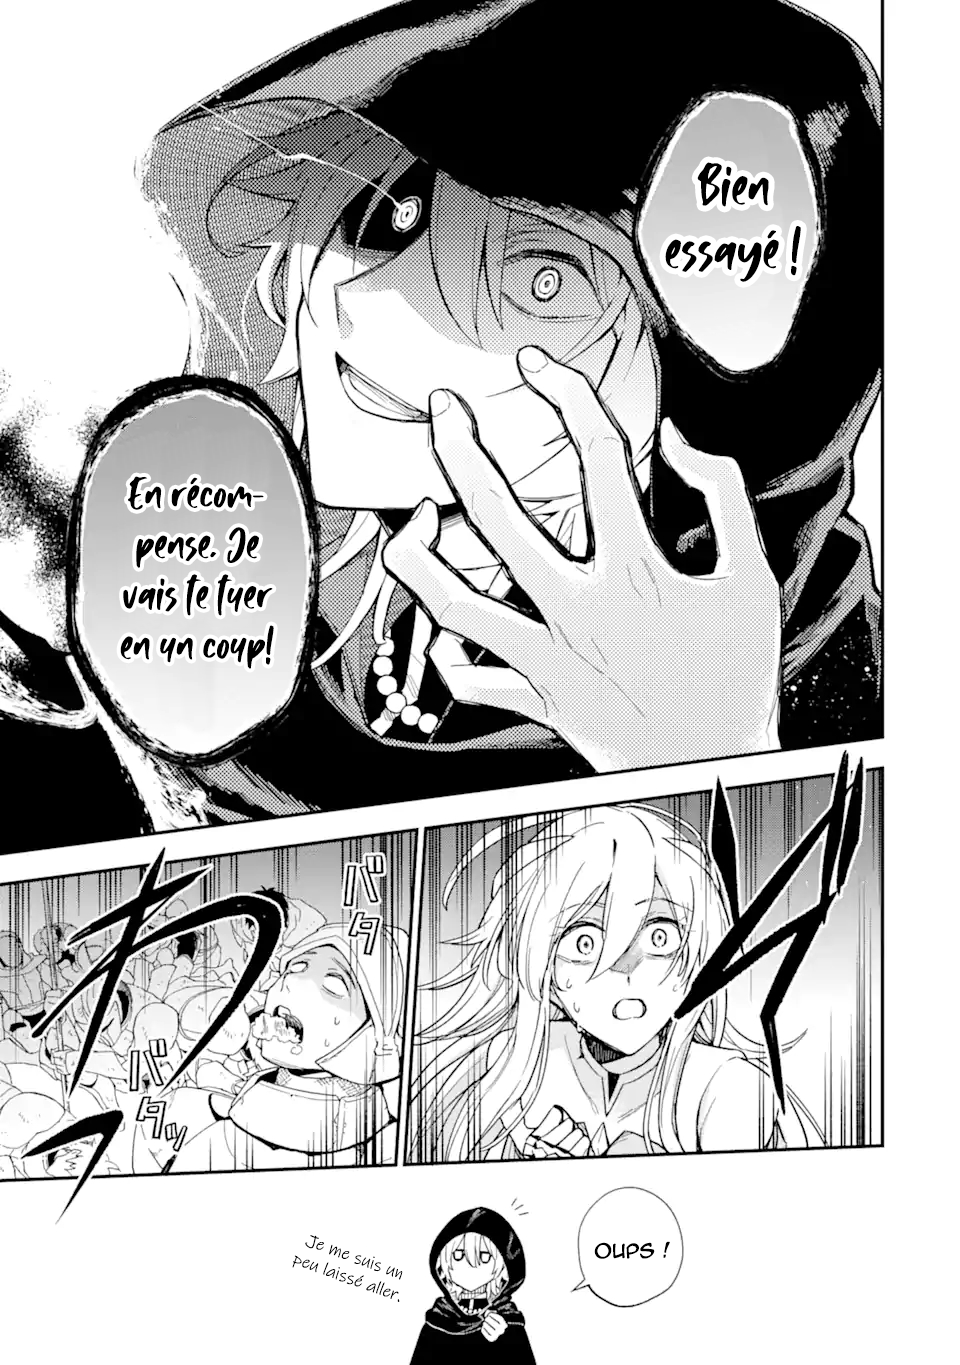 Bien
essayé !
En récom-
pense. Je
vais te tuer
en un coup!
バタ
バタッ
OUPS !
Je me suis un
peu laissé aller.